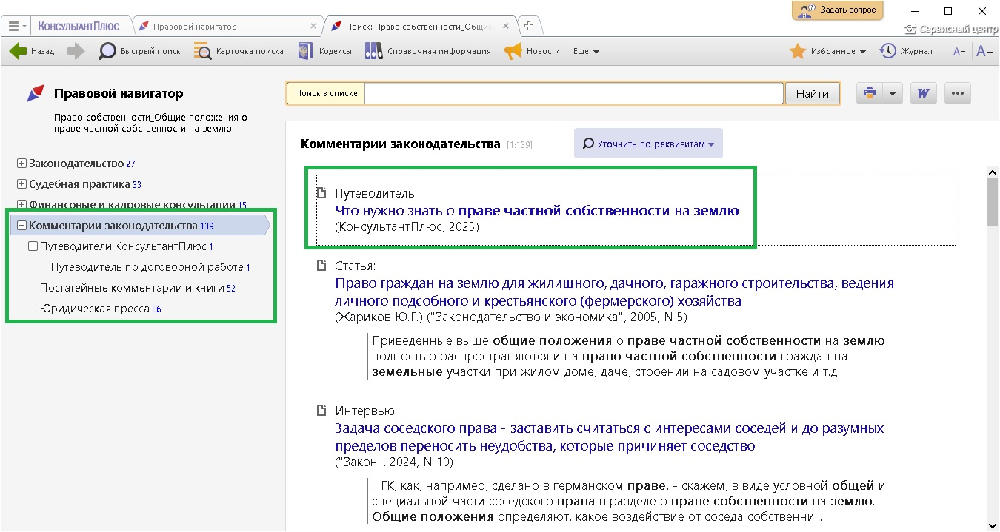 Задать вопрос
КонсультантПлюс
Правовой навигатор
Поиск: Право собственности_Общие
Сервисный центр
Назад
Быстрый поиск
Карточка поиска
Кодексы
Справочная информация
Новости
Еще
Избранное
Журнал
A−
A+
Правовой навигатор
Право собственности_Общие положения о
праве частной собственности на землю
Законодательство 27
Судебная практика 33
Финансовые и кадровые консультации 15
Комментарии законодательства 139
Путеводители КонсультантПлюс 1
Путеводитель по договорной работе 1
Постатейные комментарии и книги 52
Юридическая пресса 86
Поиск в списке
Найти
W
Комментарии законодательства [1:139]
Уточнить по реквизитам
Путеводитель.
Что нужно знать о праве частной собственности на землю
(КонсультантПлюс, 2025)
Статья:
Право граждан на землю для жилищного, дачного, гаражного строительства, ведения
личного подсобного и крестьянского (фермерского) хозяйства
(Жариков Ю.Г.) ("Законодательство и экономика", 2005, N 5)
Приведенные выше общие положения о праве частной собственности на землю
полностью распространяются и на право частной собственности граждан на
земельные участки при жилом доме, даче, строении на садовом участке и т.д.
Интервью:
Задача соседского права - заставить считаться с интересами соседей и до разумных
пределов переносить неудобства, которые причиняет соседство
("Закон", 2024, N 10)
...ГК, как, например, сделано в германском праве, - скажем, в виде условной общей и
специальной части соседского права в разделе о праве собственности на землю.
Общие положения определяют, какое воздействие от соседа собственни...